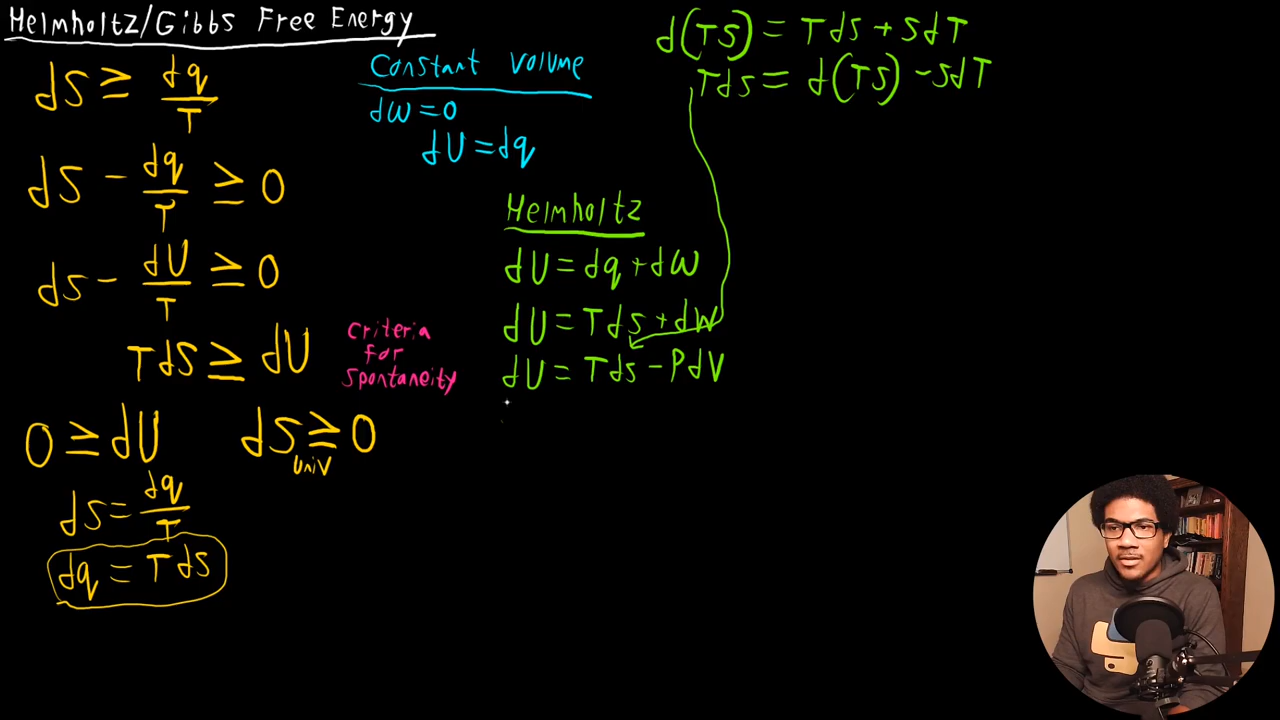 Helmholtz/Gibbs Free Energy
dS ≥ dq/T
dS - dq/T ≥ 0
dS - dU/T ≥ 0
TdS ≥ dU
Criteria
for
Spontaneity
0 ≥ dU
dS univ ≥ 0
dS = dq/T
dq = TdS
Constant volume
dW = 0
dU = dq
Helmholtz
dU = dq + dW
dU = TdS + dW
dU = TdS - PdV
d(TS) = TdS + SdT
TdS = d(TS) - SdT